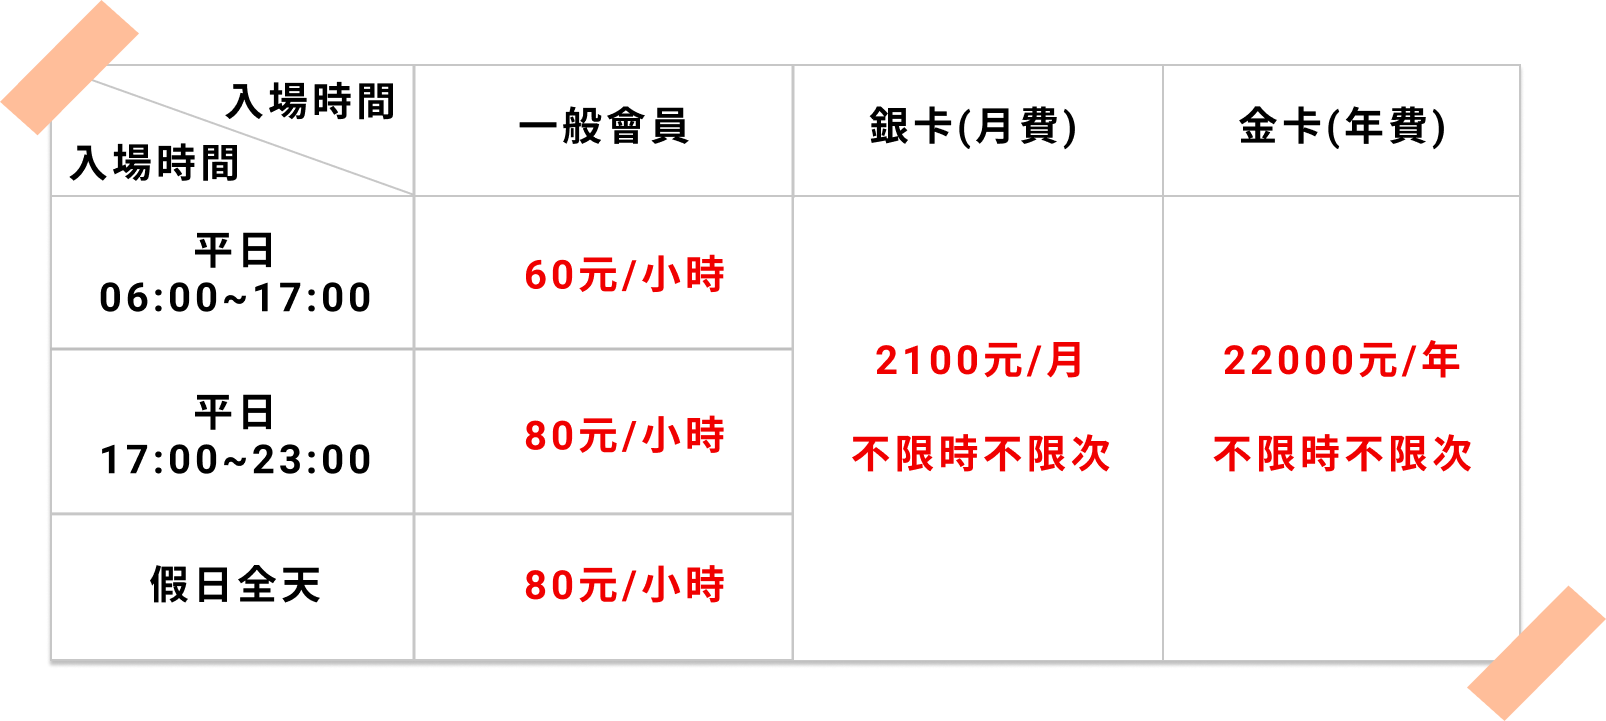 入場時間
入場時間
一般會員
銀卡(月費)
金卡(年費)
平日
06:00~17:00
60元/小時
平日
17:00~23:00
80元/小時
假日全天
80元/小時
2100元/月
不限時不限次
22000元/年
不限時不限次